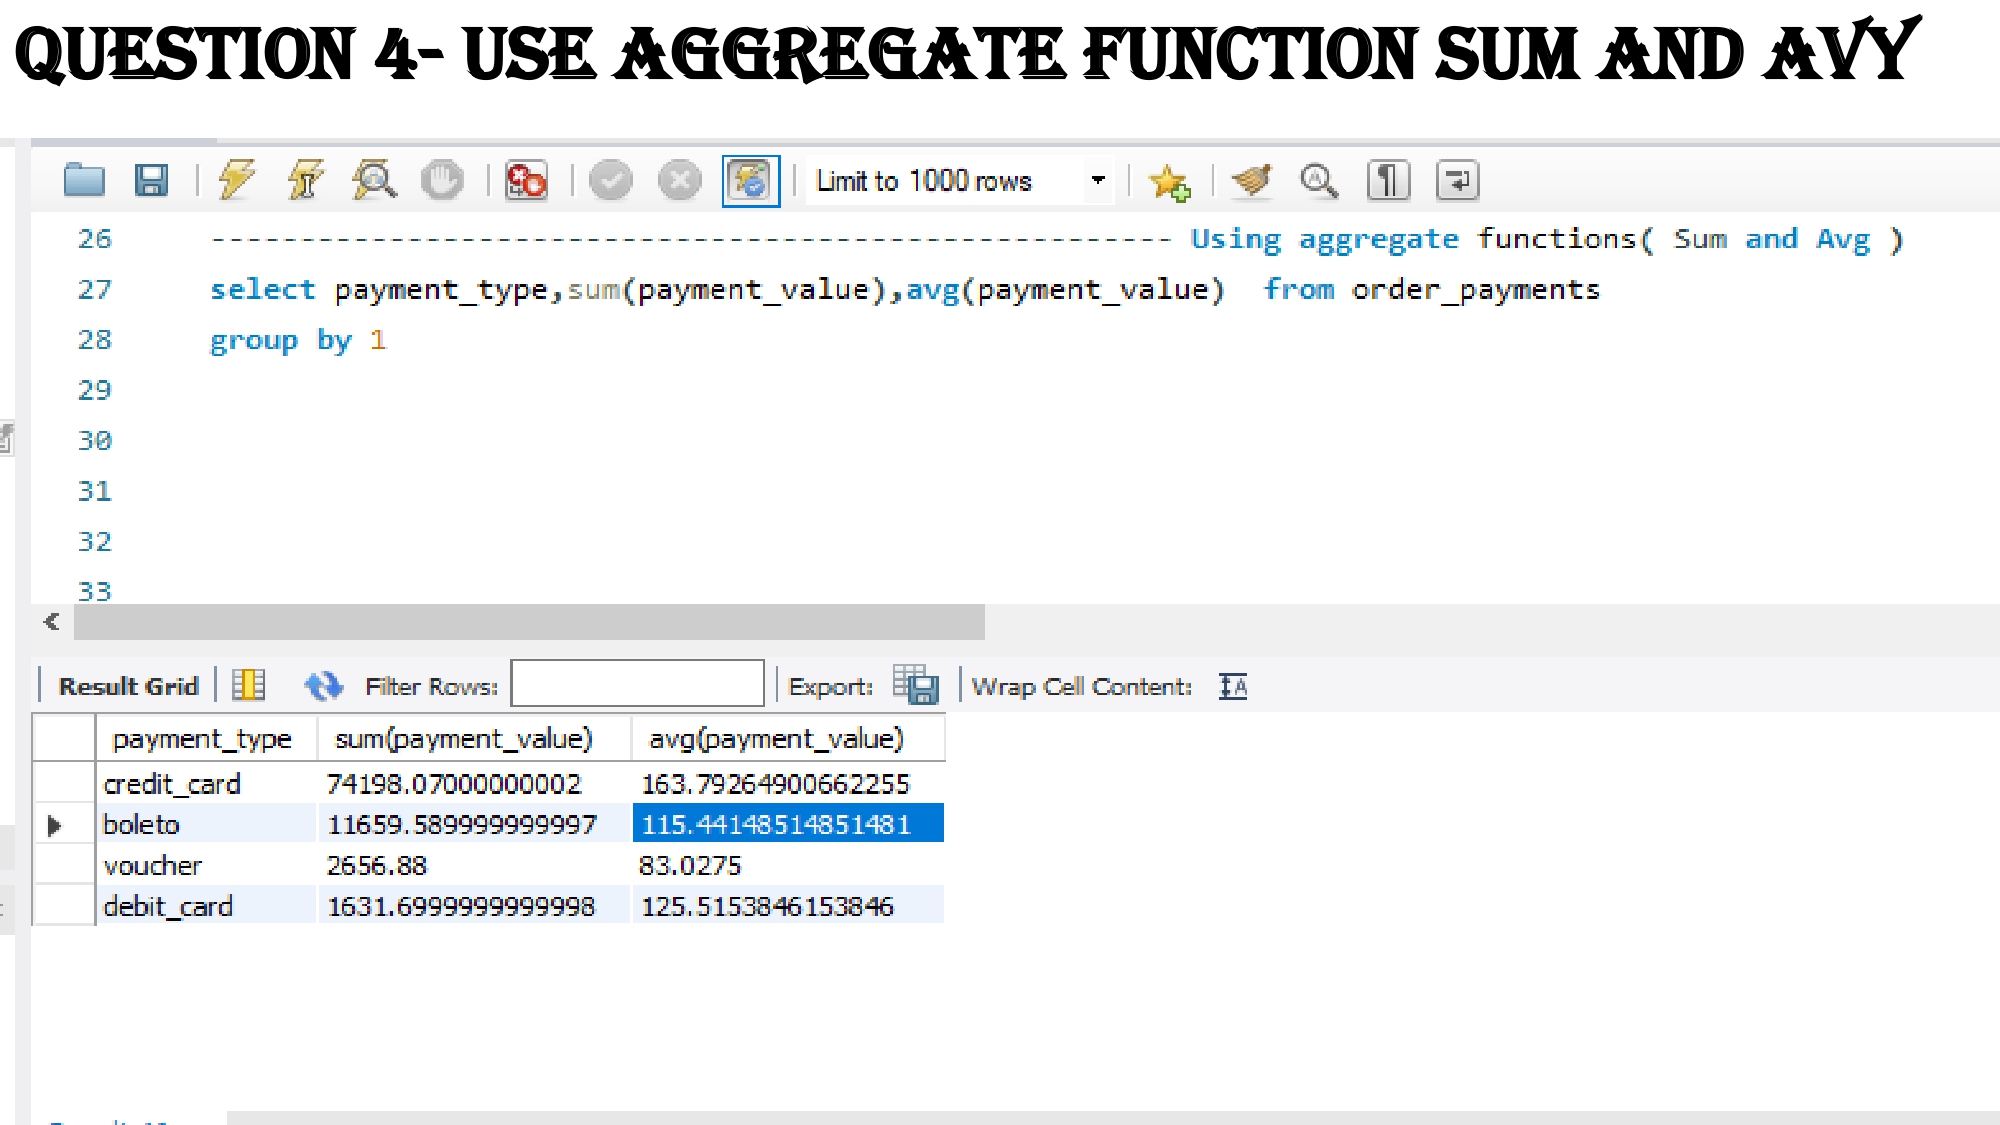 QUESTION 4- USE AGGREGATE FUNCTION SUM AND AVY
Limit to 1000 rows
26 ------------------------------------------------------ Using aggregate functions( Sum and Avg )
27 select payment_type,sum(payment_value),avg(payment_value)  from order_payments
28 group by 1
29
30
31
32
33
Result Grid Filter Rows: Export: Wrap Cell Content:
payment_type sum(payment_value) avg(payment_value)
credit_card 74198.07000000002 163.79264900662255
boleto 11659.589999999997 115.44148514851481
voucher 2656.88 83.0275
debit_card 1631.6999999999998 125.5153846153846